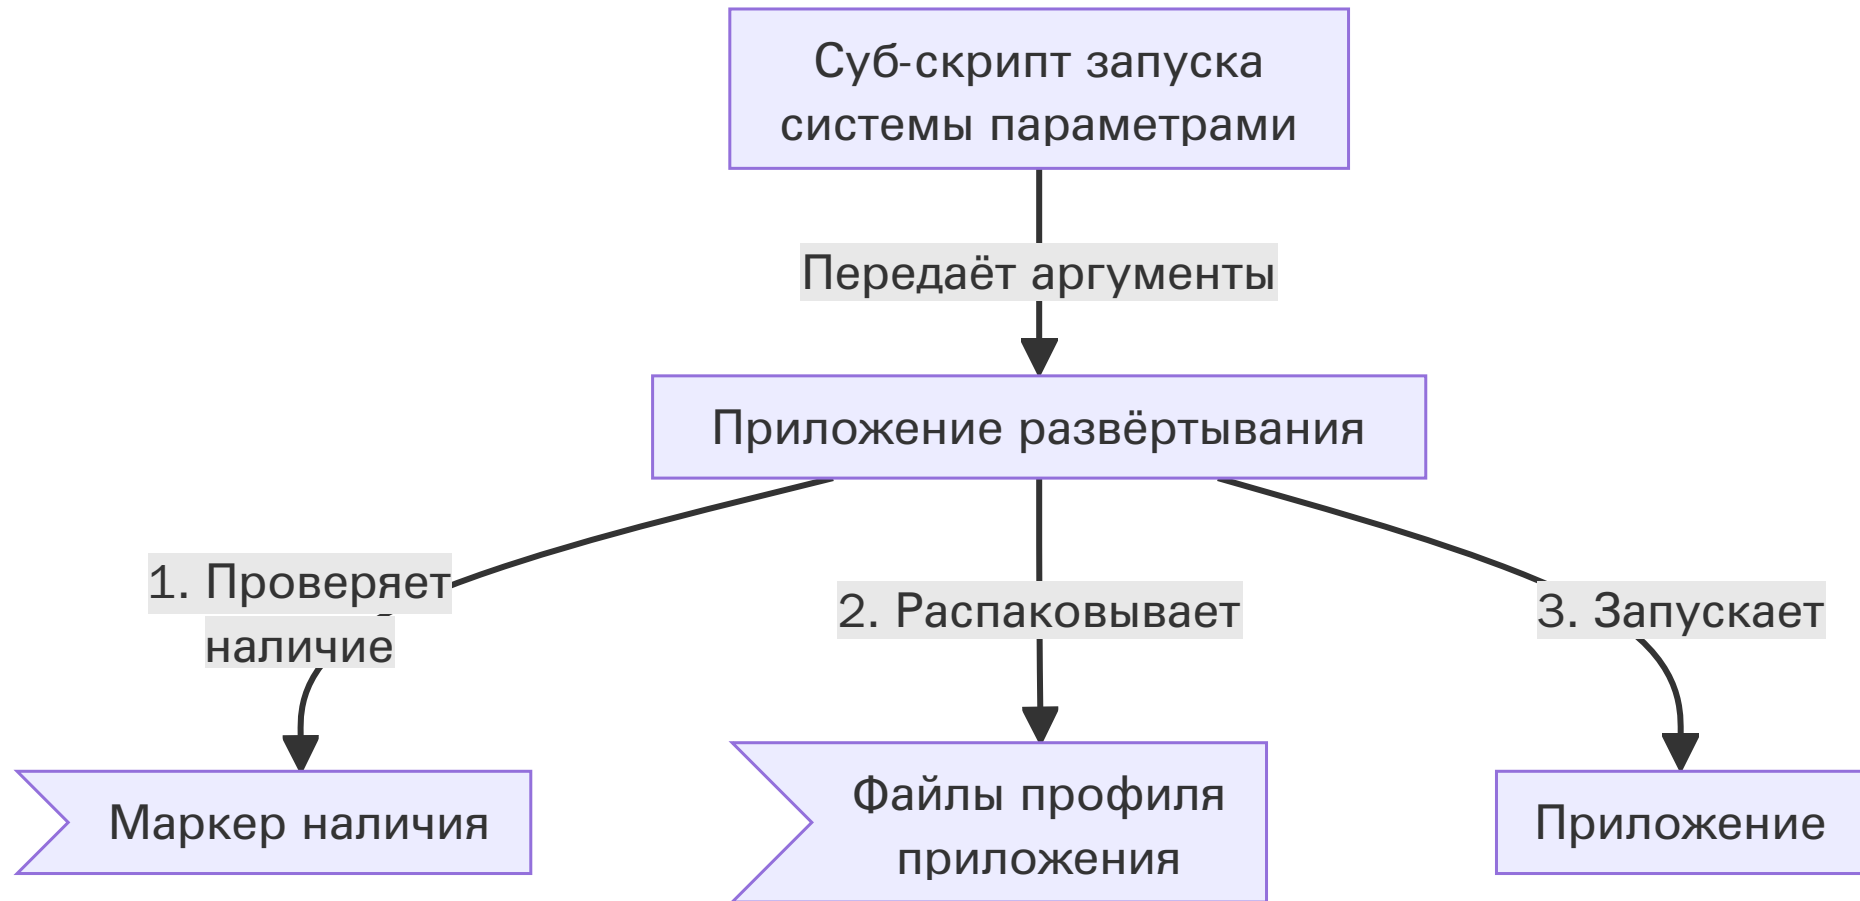 Суб-скрипт запуска
системы параметрами
Передаёт аргументы
Приложение развёртывания
1. Проверяет
наличие
2. Распаковывает
3. Запускает
Маркер наличия
Файлы профиля
приложения
Приложение